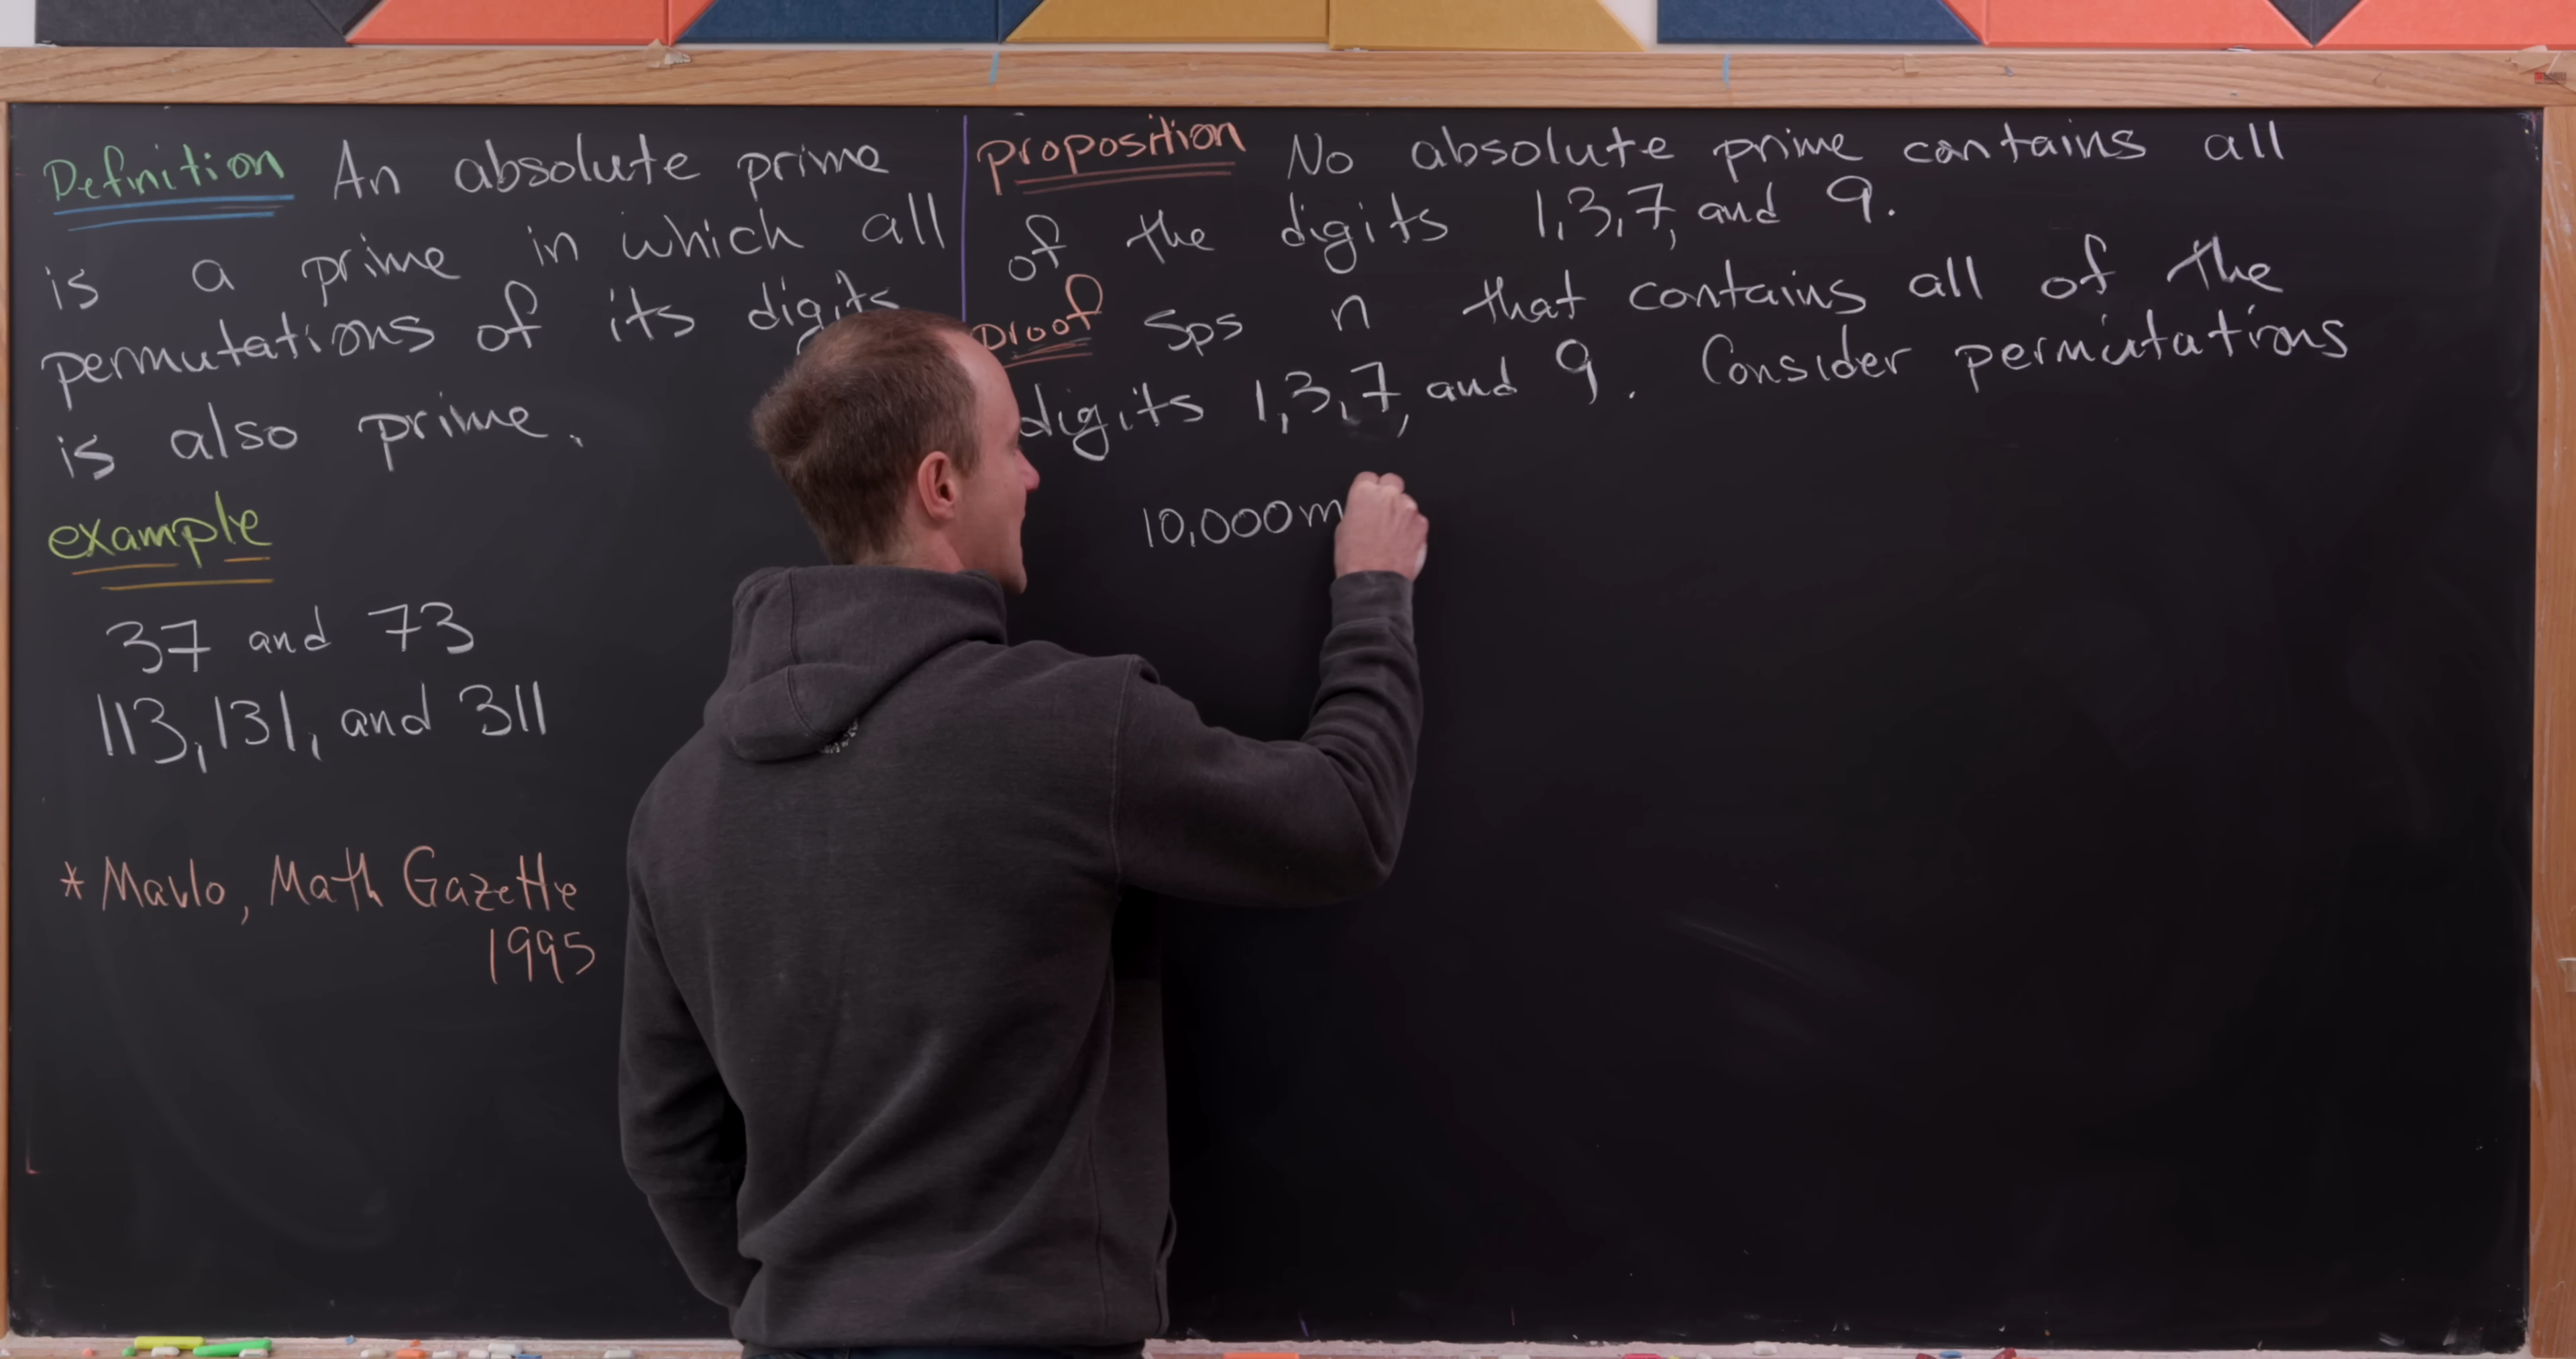 Definition An absolute prime
is a prime in which all
permutations of its digits
is also prime.
example
37 and 73
113, 131, and 311
* Mavlo, Math Gazette
1995
Proposition No absolute prime contains all
of the digits 1, 3, 7, and 9.
Proof Sps n that contains all of the
digits 1, 3, 7, and 9. Consider permutations
10,000m